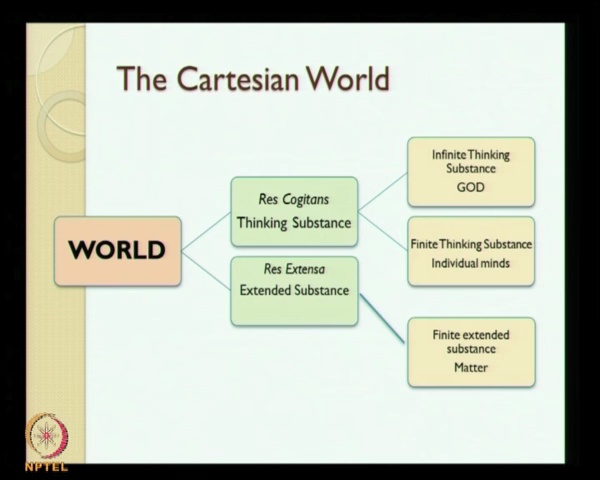 The Cartesian World
WORLD
Res Cogitans
Thinking Substance
Res Extensa
Extended Substance
Infinite Thinking
Substance
GOD
Finite Thinking Substance
Individual minds
Finite extended
substance
Matter
NPTEL